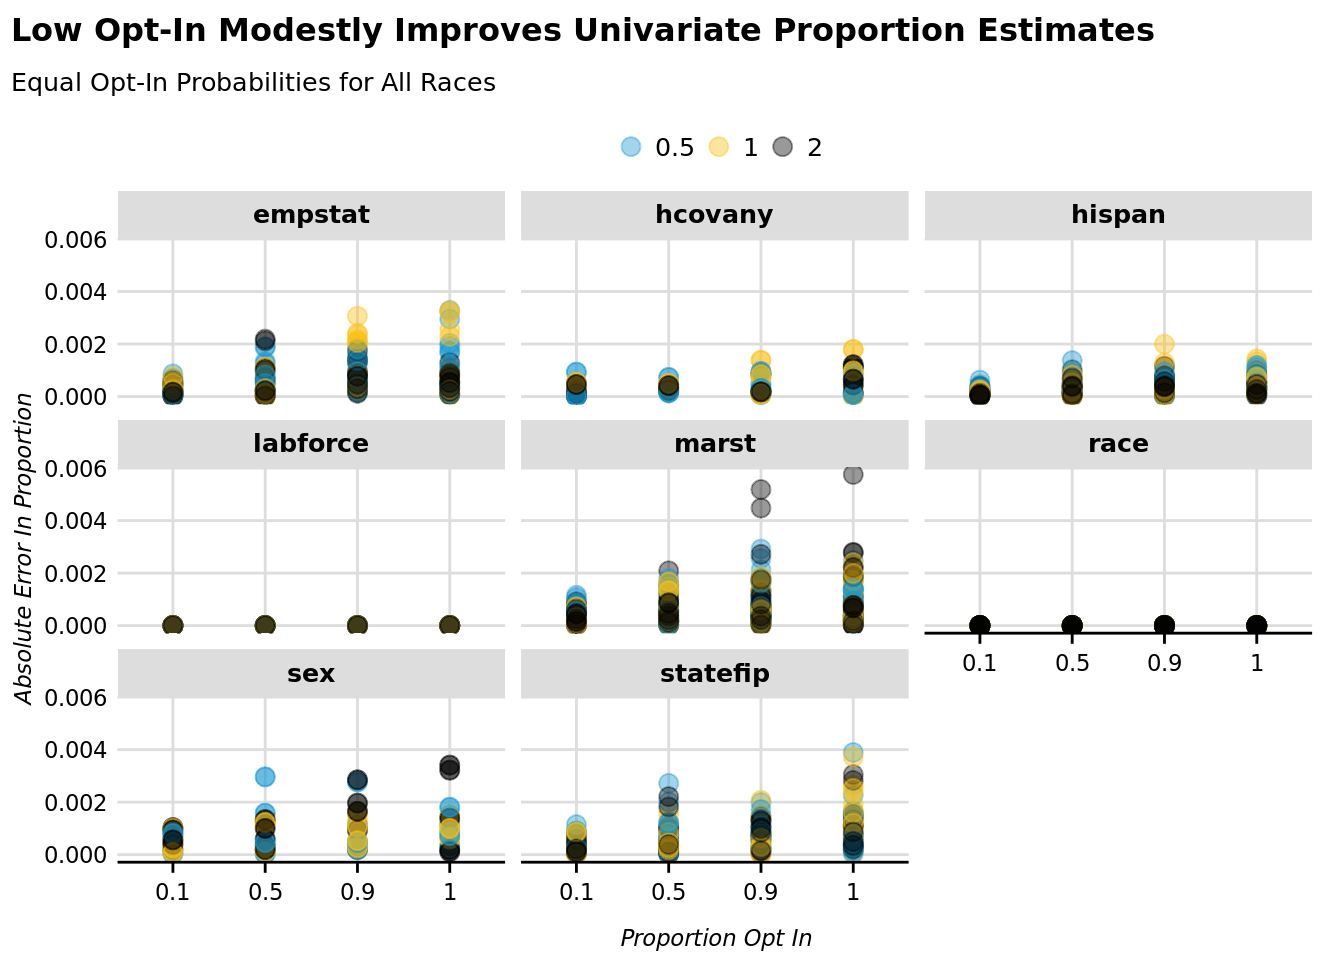 Low Opt-In Modestly Improves Univariate Proportion Estimates
Equal Opt-In Probabilities for All Races
0.5 1 2
empstat hcovany hispan
0.006
0.004
0.002
0.000
labforce marst race
0.006
0.004
0.002
0.000
0.1 0.5 0.9 1
sex statefip
0.006
0.004
0.002
0.000
0.1 0.5 0.9 1 0.1 0.5 0.9 1
Absolute Error In Proportion
Proportion Opt In